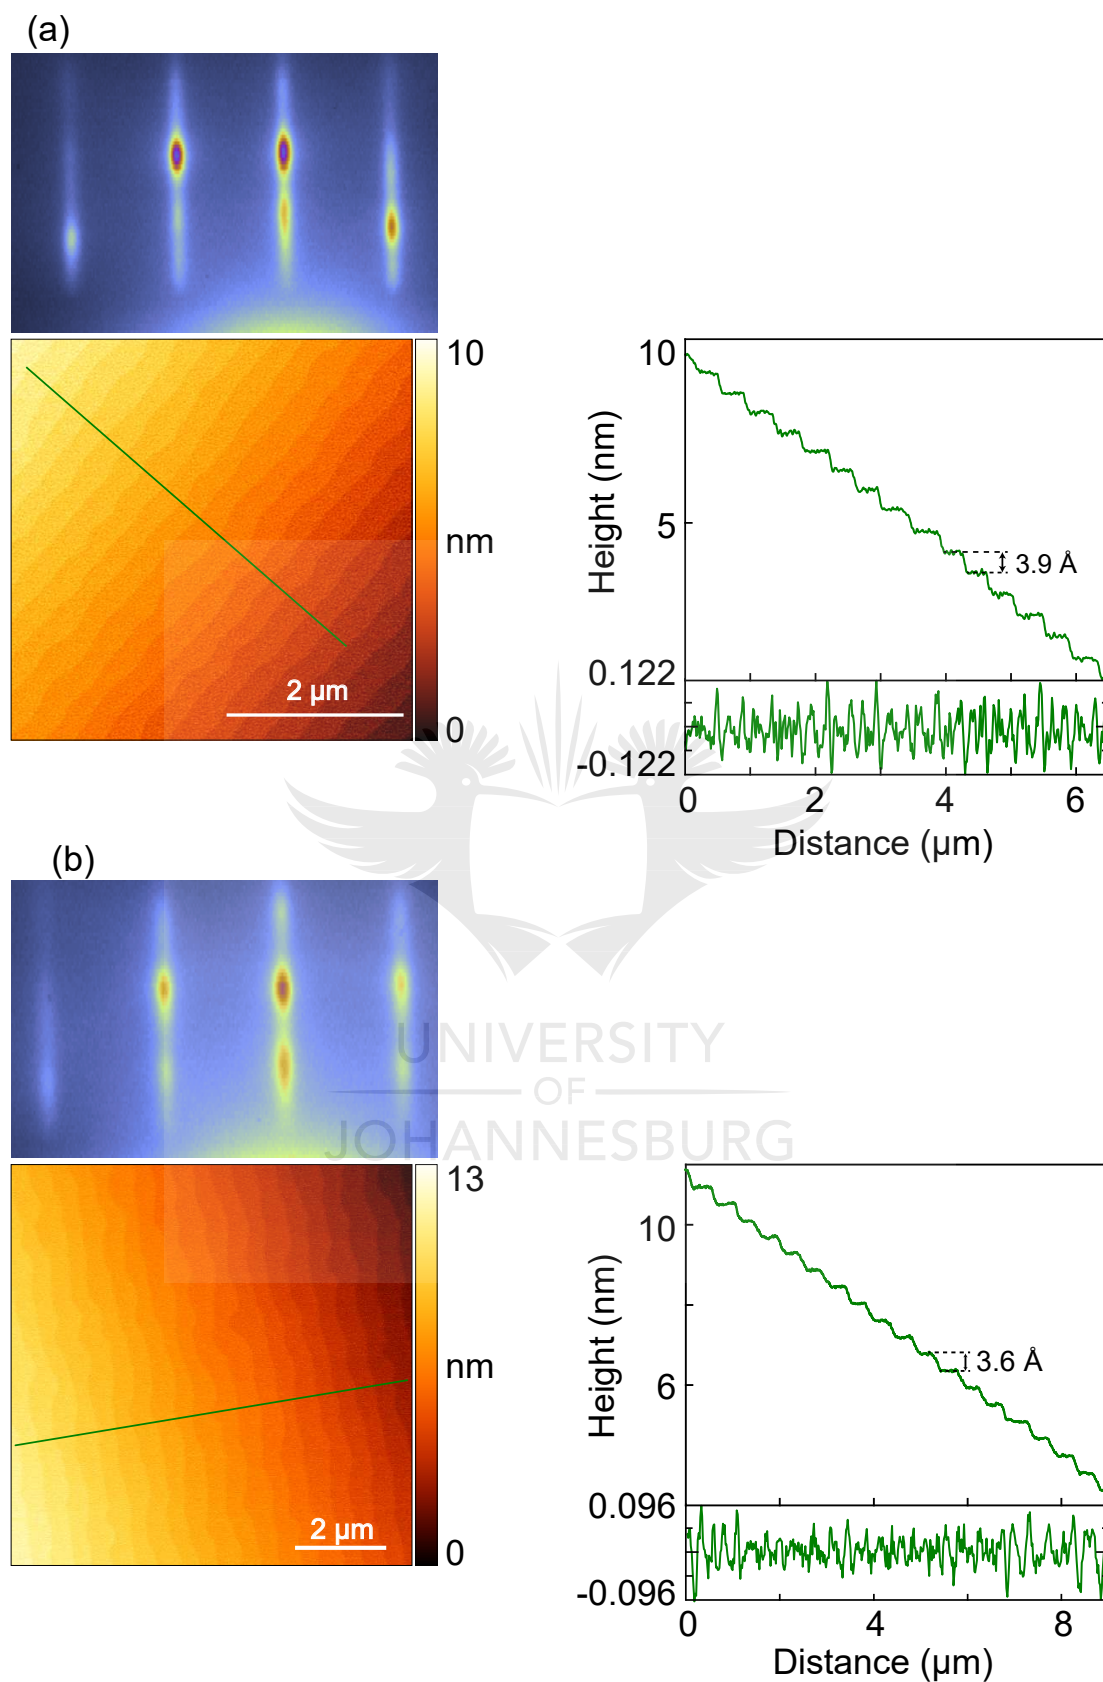 (a)
10
nm
2 µm
0
10
5
3.9 Å
Height (nm)
0.122
-0.122
0
2
4
6
Distance (µm)
(b)
UNIVERSITY
OF
JOHANNESBURG
13
nm
2 µm
0
10
6
3.6 Å
Height (nm)
0.096
-0.096
0
4
8
Distance (µm)